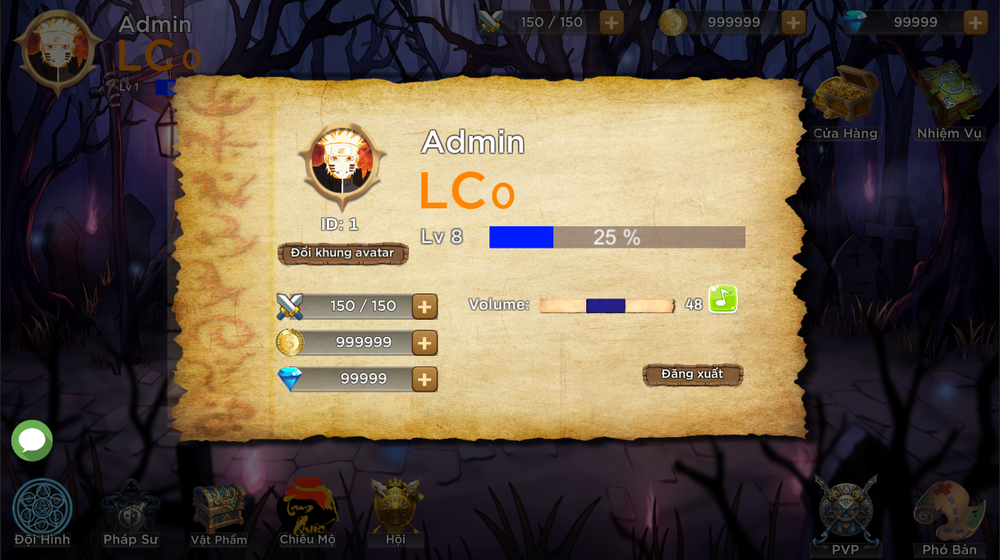 Admin
150 / 150
999999
99999
LC0
Lv 1
Cửa Hàng
Nhiệm Vụ
Admin
LC0
ID: 1
Lv 8
25 %
Đổi khung avatar
150 / 150
Volume:
48
999999
99999
Đăng xuất
Đội Hình
Pháp Sư
Vật Phẩm
Chiêu Mộ
Hội
PVP
Phó Bản